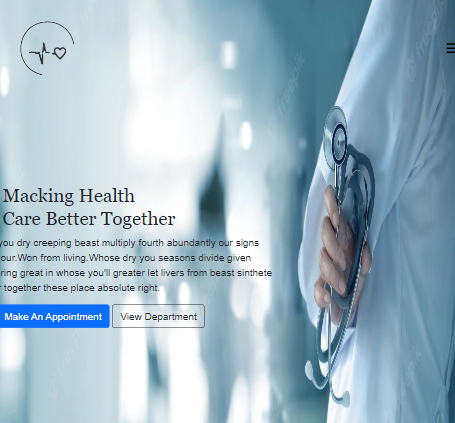 Macking Health
Care Better Together
you dry creeping beast multiply fourth abundantly our signs
our.Won from living.Whose dry you seasons divide given
ring great in whose you'll greater let livers from beast sinthete
together these place absolute right.
Make An Appointment
View Department
freepik